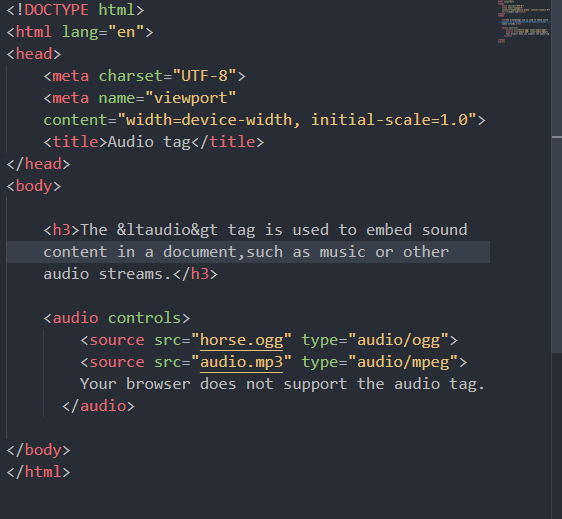 <!DOCTYPE html>
<html lang="en">
<head>
    <meta charset="UTF-8">
    <meta name="viewport"
    content="width=device-width, initial-scale=1.0">
    <title>Audio tag</title>
</head>
<body>

    <h3>The &ltaudio&gt tag is used to embed sound
    content in a document,such as music or other
    audio streams.</h3>

    <audio controls>
        <source src="horse.ogg" type="audio/ogg">
        <source src="audio.mp3" type="audio/mpeg">
        Your browser does not support the audio tag.
      </audio>

</body>
</html>